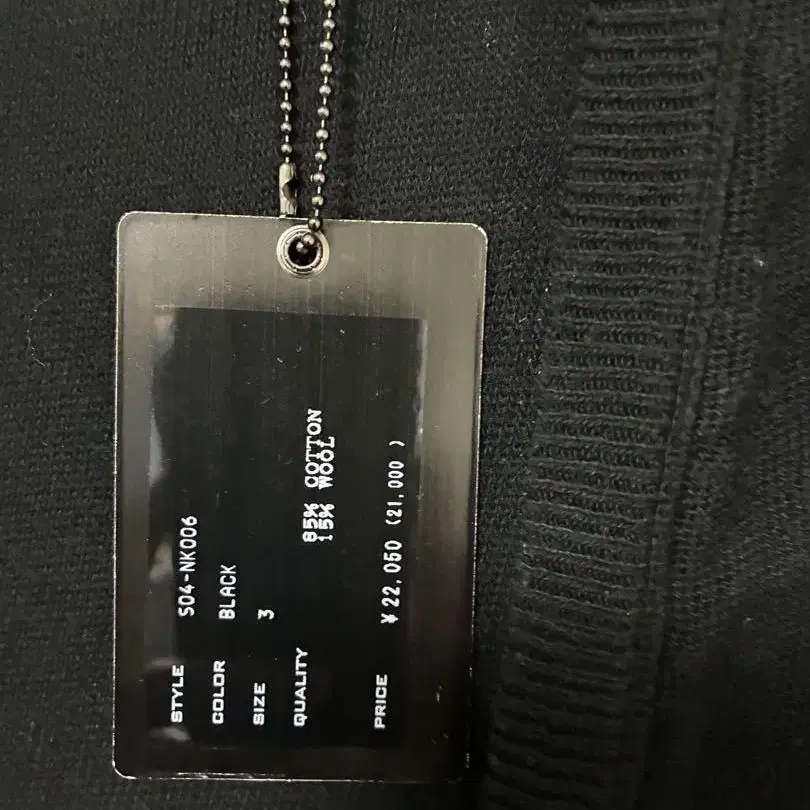 STYLE S04-NK006
COLOR BLACK
SIZE 3
QUALITY 85% COTTON
15% WOOL
PRICE ¥22,050 (21,000 )